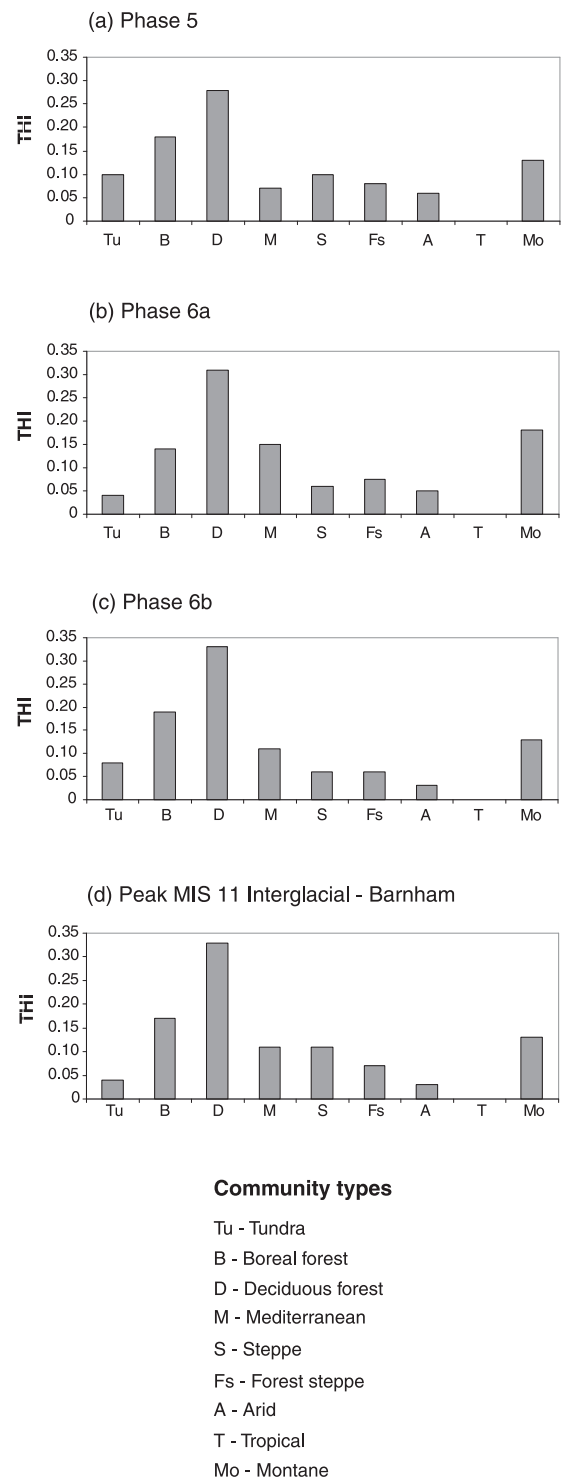 (a) Phase 5
THI
0.35
0.30
0.25
0.20
0.15
0.10
0.05
0
Tu B D M S Fs A T Mo
(b) Phase 6a
THI
0.35
0.30
0.25
0.20
0.15
0.10
0.05
0
Tu B D M S Fs A T Mo
(c) Phase 6b
THI
0.35
0.30
0.25
0.20
0.15
0.10
0.05
0
Tu B D M S Fs A T Mo
(d) Peak MIS 11 Interglacial - Barnham
THi
0.35
0.30
0.25
0.20
0.15
0.10
0.05
0
Tu B D M S Fs A T Mo
Community types
Tu - Tundra
B - Boreal forest
D - Deciduous forest
M - Mediterranean
S - Steppe
Fs - Forest steppe
A - Arid
T - Tropical
Mo - Montane